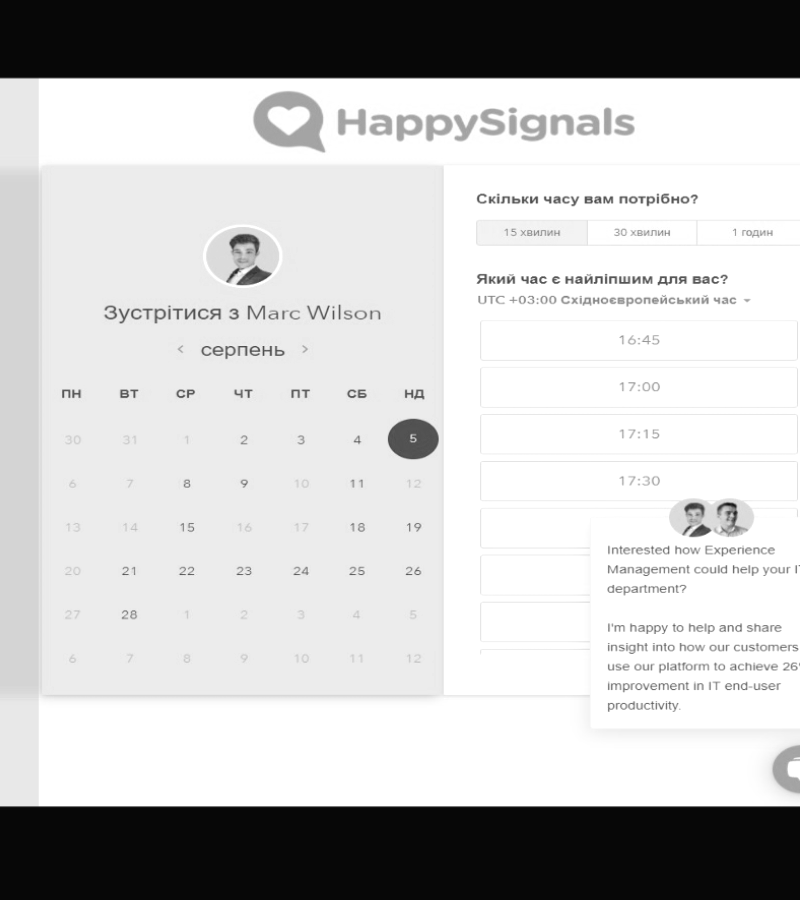 HappySignals
Зустрітися з Marc Wilson
серпень
ПН ВТ СР ЧТ ПТ СБ НД
30 31 1 2 3 4 5
6 7 8 9 10 11 12
13 14 15 16 17 18 19
20 21 22 23 24 25 26
27 28 1 2 3 4 5
6 7 8 9 10 11 12
Скільки часу вам потрібно?
15 хвилин 30 хвилин 1 годин
Який час є найліпшим для вас?
UTC +03:00 Східноєвропейський час
16:45
17:00
17:15
17:30
Interested how Experience
Management could help your
department?
I'm happy to help and share
insight into how our customers
use our platform to achieve 26
improvement in IT end-user
productivity.